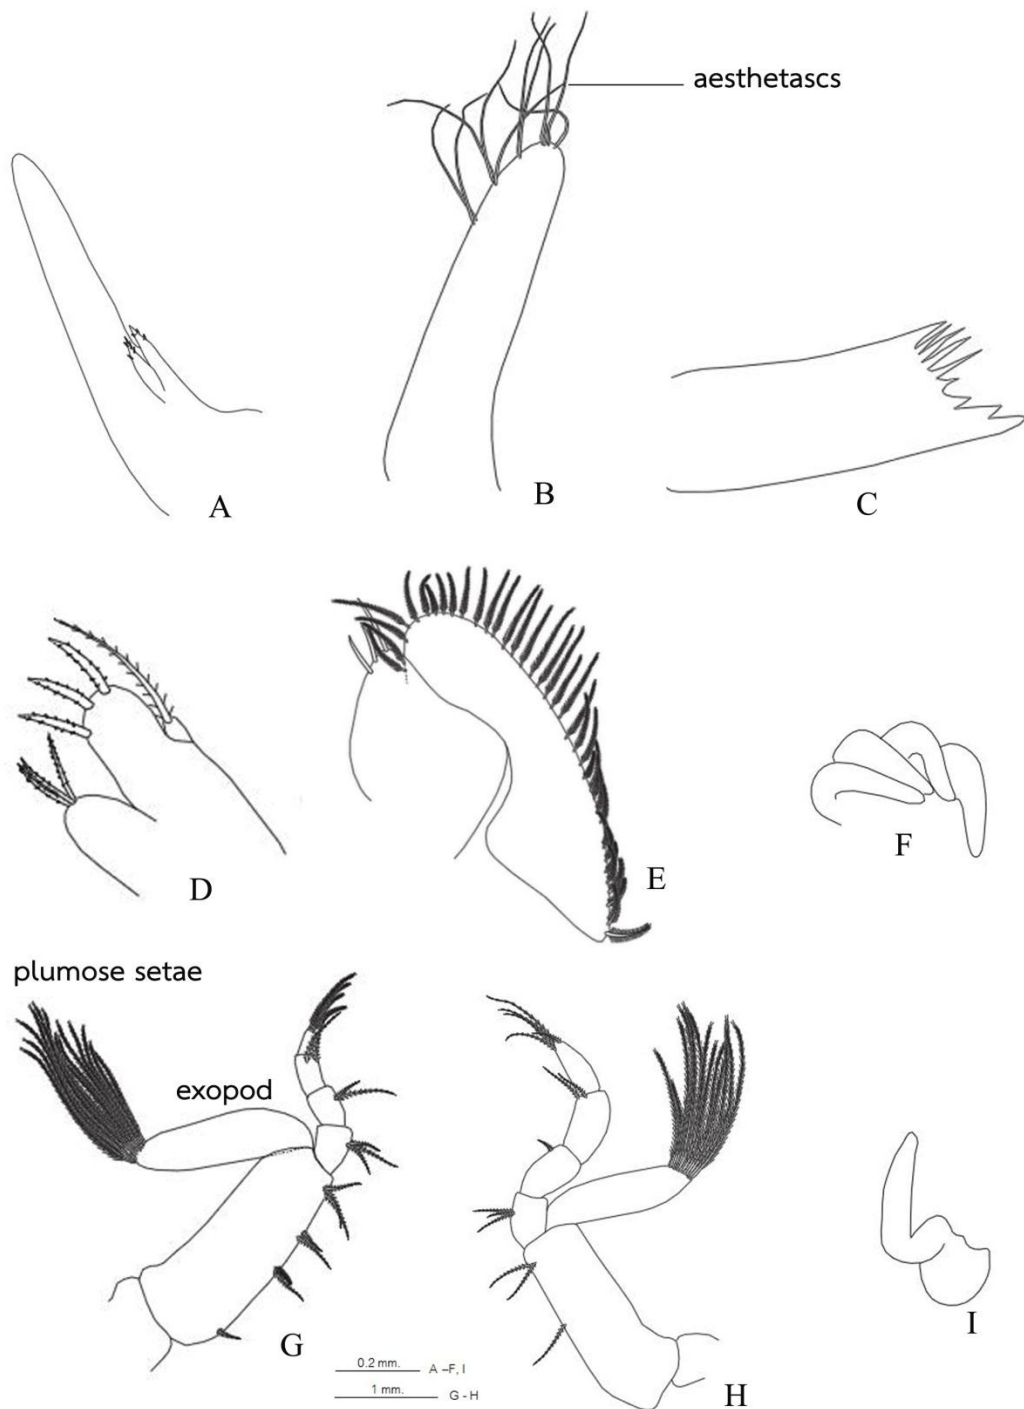 aesthetascs
A
B
C
D
E
F
plumose setae
exopod
G
H
I
0.2 mm. A –F, I
1 mm. G - H